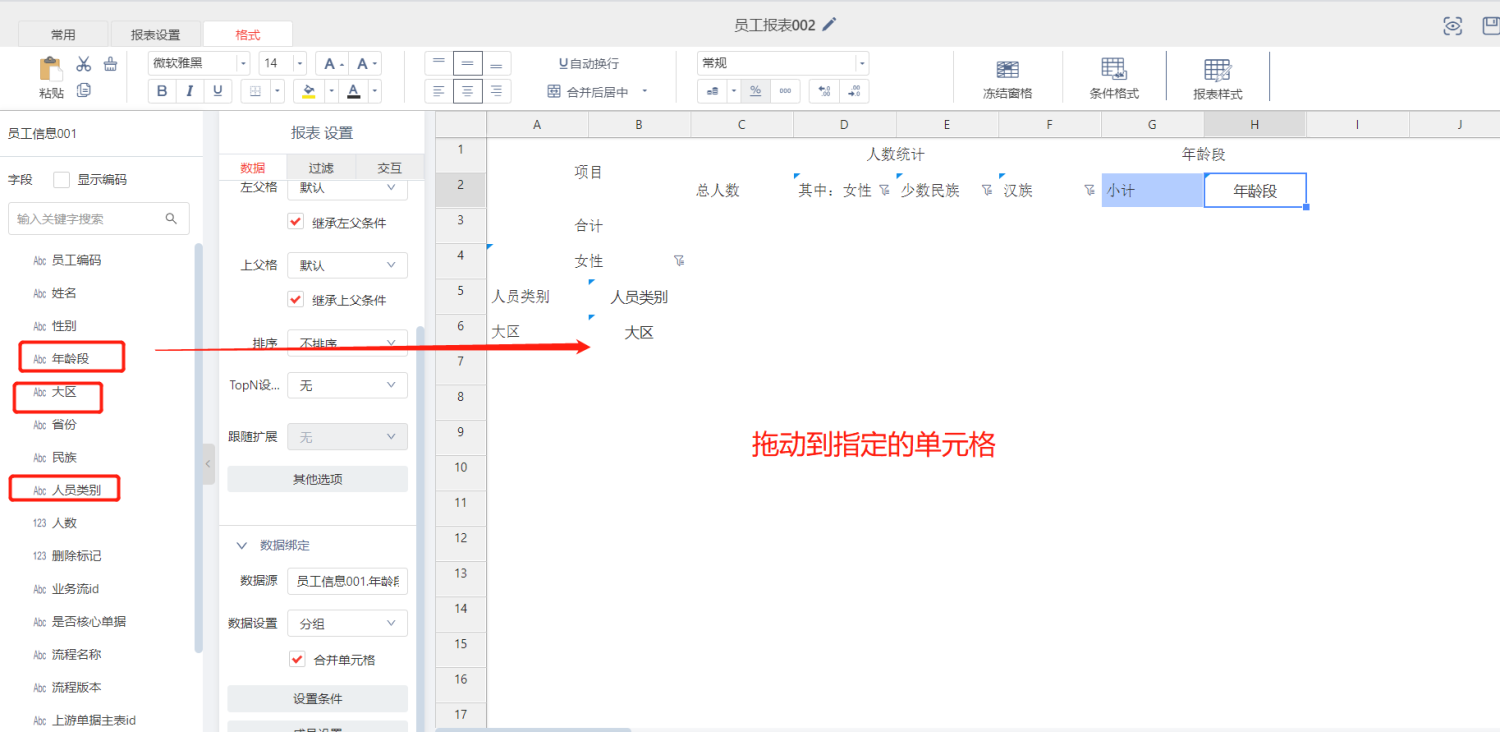 员工报表002
常用
报表设置
格式
粘贴
微软雅黑
14
A
A
B
I
U
A
U自动换行
合并后居中
常规
%
000
冻结窗格
条件格式
报表样式
员工信息001
字段
显示编码
输入关键字搜索
Abc 员工编码
Abc 姓名
Abc 性别
Abc 年龄段
Abc 大区
Abc 省份
Abc 民族
Abc 人员类别
123 人数
123 删除标记
Abc 业务流id
Abc 是否核心单据
Abc 流程名称
Abc 流程版本
Abc 上游单据主表id
报表 设置
数据
过滤
交互
左父格
默认
继承左父条件
上父格
默认
继承上父条件
排序
不排序
TopN设...
无
跟随扩展
无
其他选项
数据绑定
数据源
员工信息001.年龄段
数据设置
分组
合并单元格
设置条件
A B C D E F G H I J
1
2
3
4
5
6
7
8
9
10
11
12
13
14
15
16
17
项目
人数统计
年龄段
总人数
其中：女性
少数民族
汉族
小计
年龄段
合计
女性
人员类别
人员类别
大区
大区
拖动到指定的单元格